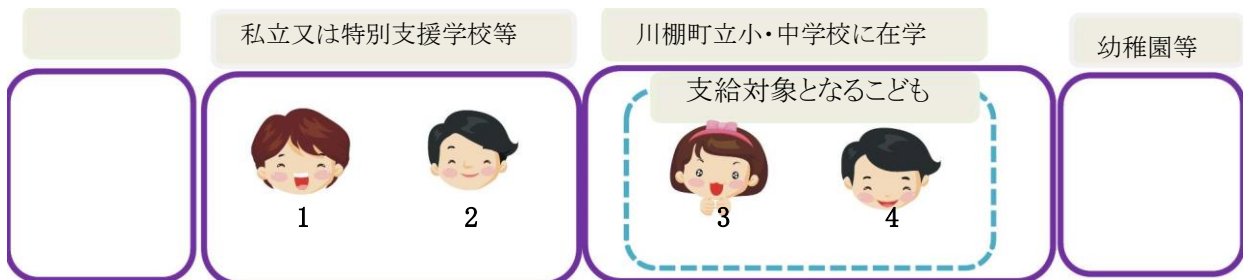 私立又は特別支援学校等
川棚町立小・中学校に在学
幼稚園等
支給対象となるこども
1
2
3
4